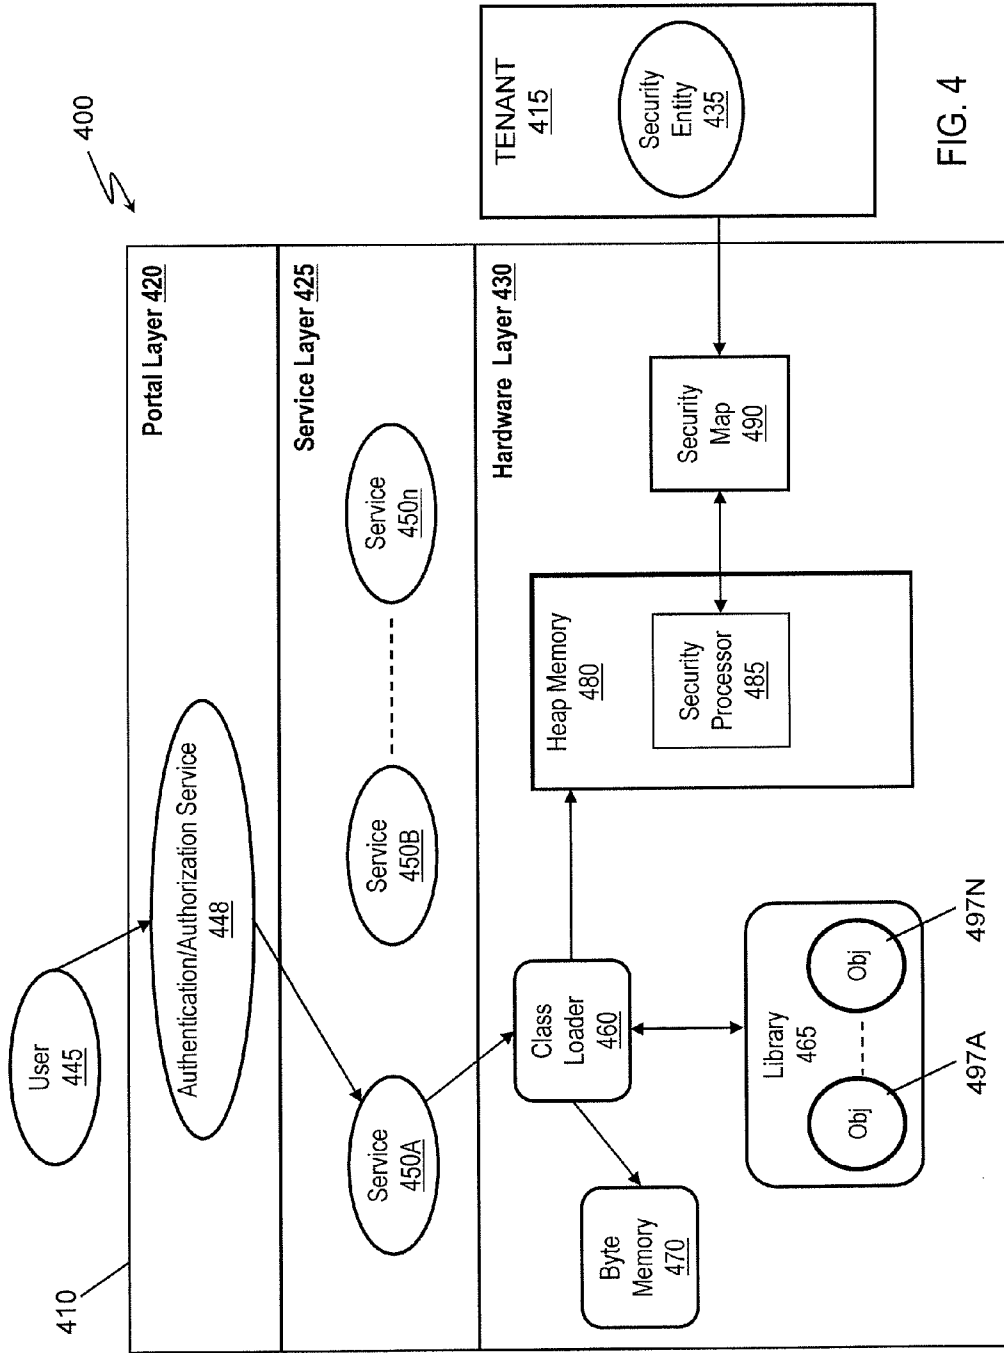 400
410
User
445
Portal Layer 420
Authentication/Authorization Service
448
Service Layer 425
Service
450A
Service
450B
Service
450n
Hardware Layer 430
Class
Loader
460
Byte
Memory
470
Library
465
Obj
Obj
497A
497N
Heap Memory
480
Security
Processor
485
Security
Map
490
TENANT
415
Security
Entity
435
FIG. 4